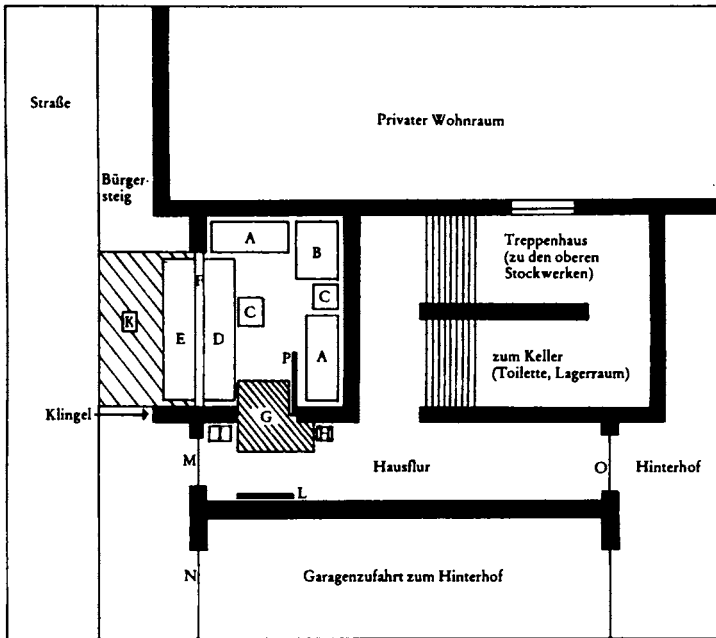 Straße
Privater Wohnraum
Bürger-
steig
A
B
Treppenhaus
(zu den oberen
Stockwerken)
F
C
C
K
E
D
A
P
zum Keller
(Toilette, Lagerraum)
Klingel
G
I
H
M
Hausflur
O
Hinterhof
L
N
Garagenzufahrt zum Hinterhof